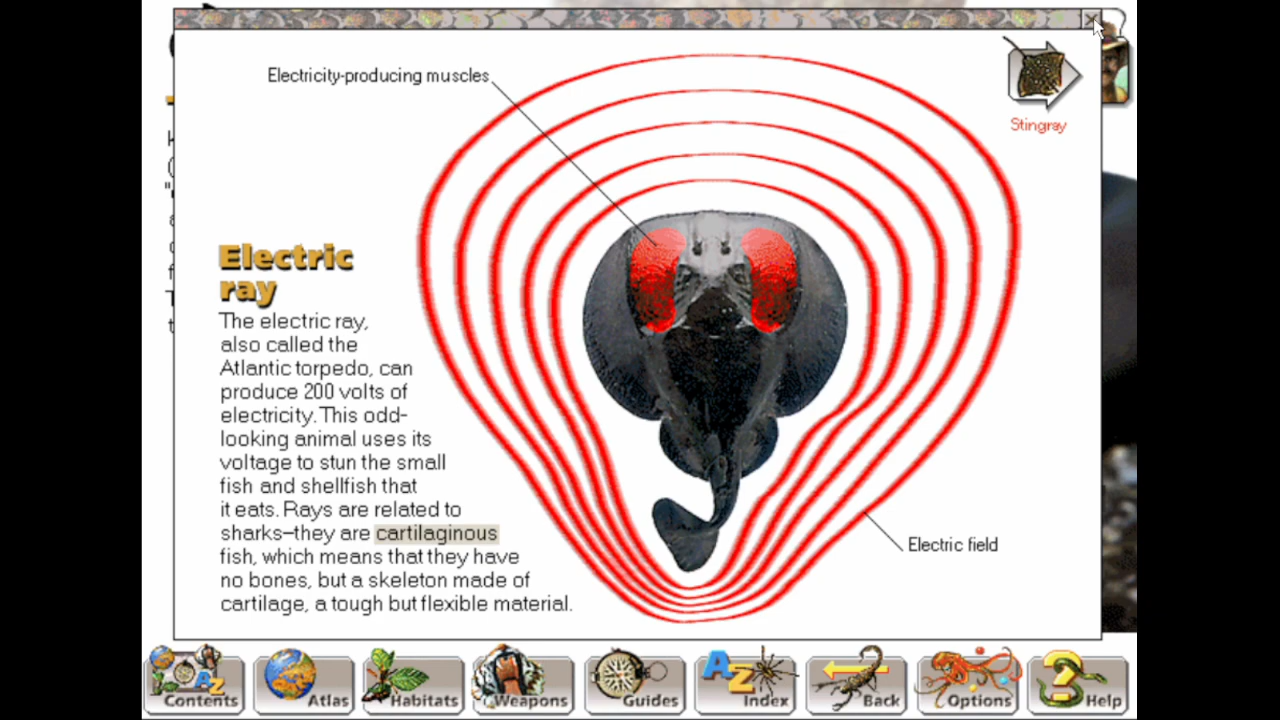 Electricity-producing muscles
Stingray
Electric
ray
The electric ray,
also called the
Atlantic torpedo, can
produce 200 volts of
electricity. This odd-
looking animal uses its
voltage to stun the small
fish and shellfish that
it eats. Rays are related to
sharks–they are cartilaginous
fish, which means that they have
no bones, but a skeleton made of
cartilage, a tough but flexible material.
Electric field
Contents
Atlas
Habitats
Weapons
Guides
A Z Index
Back
Options
? Help